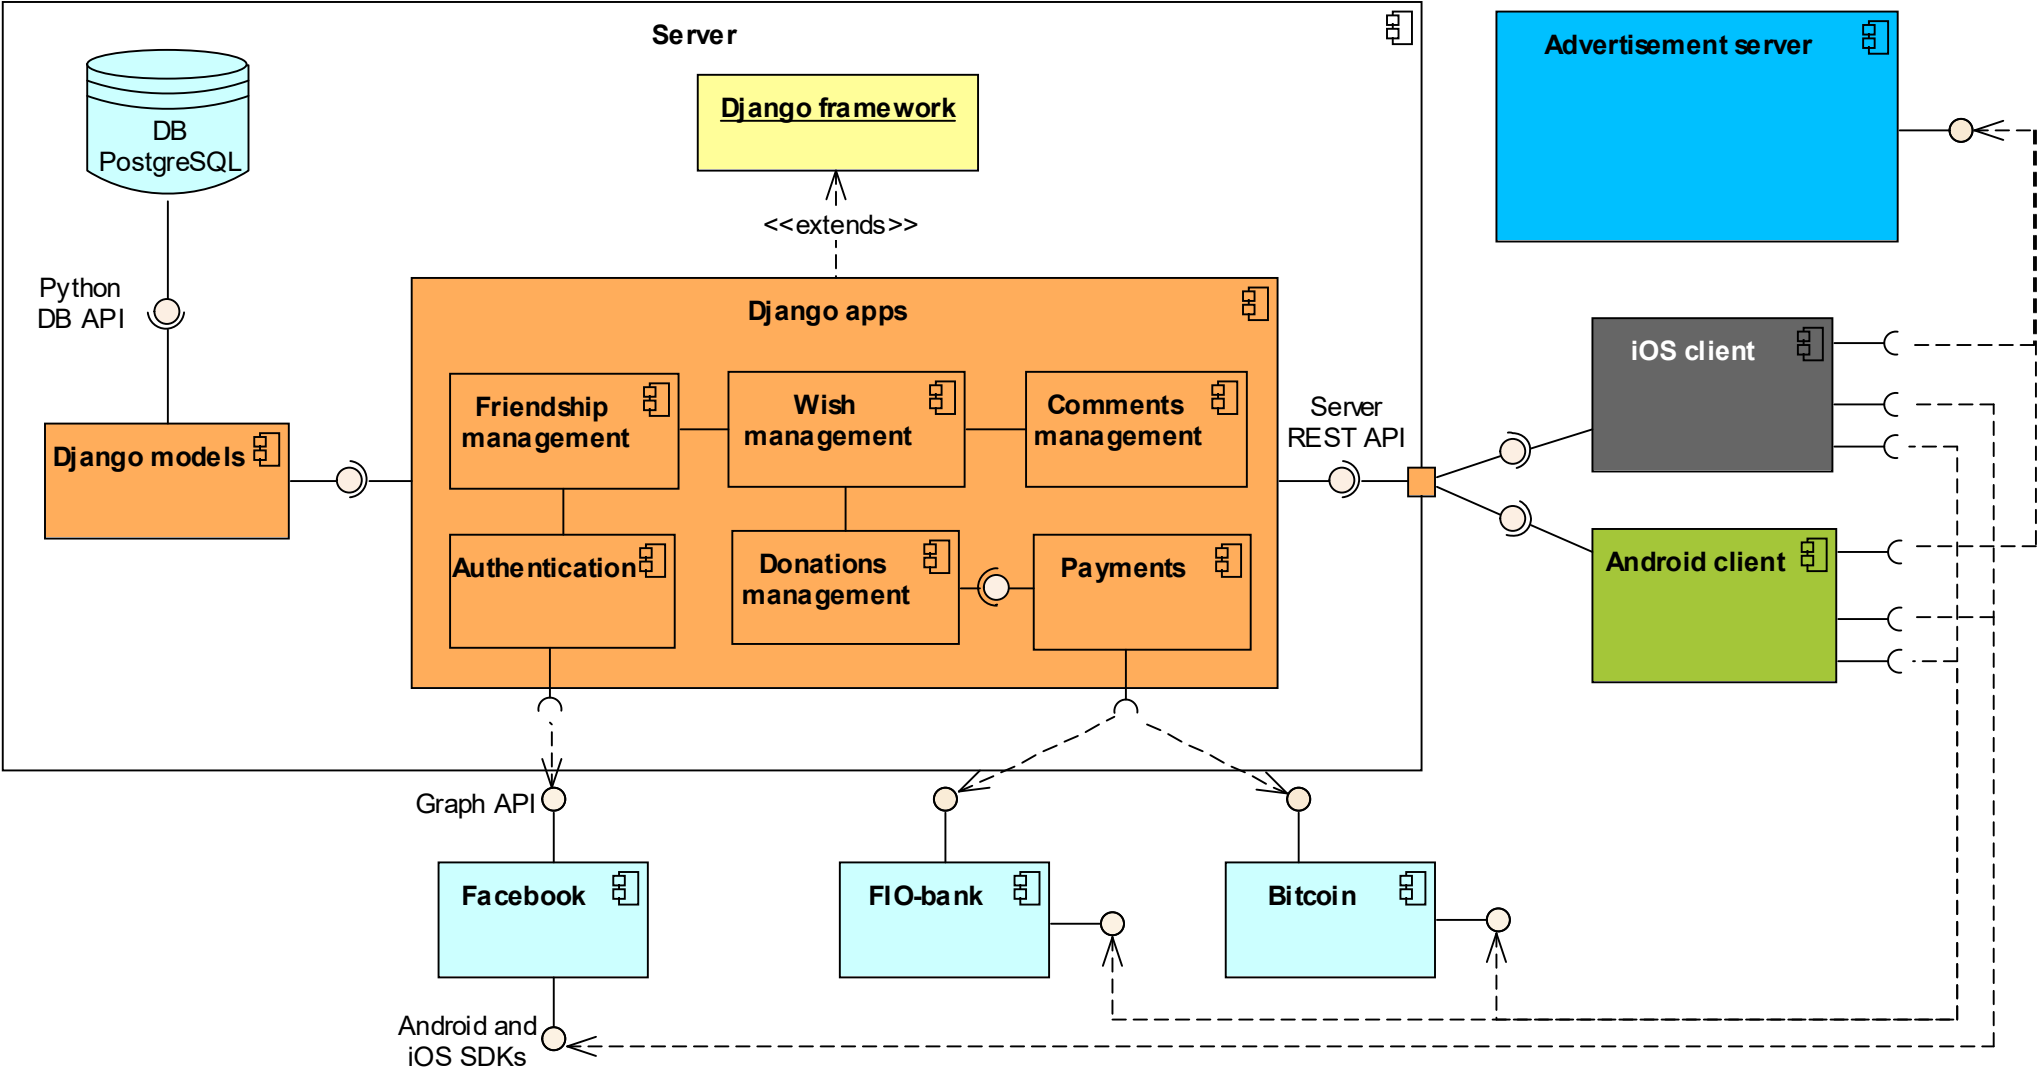 Server
Advertisement server
Django framework
DB
PostgreSQL
<<extends>>
Python
DB API
Django apps
iOS client
Friendship
management
Wish
management
Comments
management
Server
REST API
Django models
Authentication
Donations
management
Payments
Android client
Graph API
Facebook
FIO-bank
Bitcoin
Android and
iOS SDKs